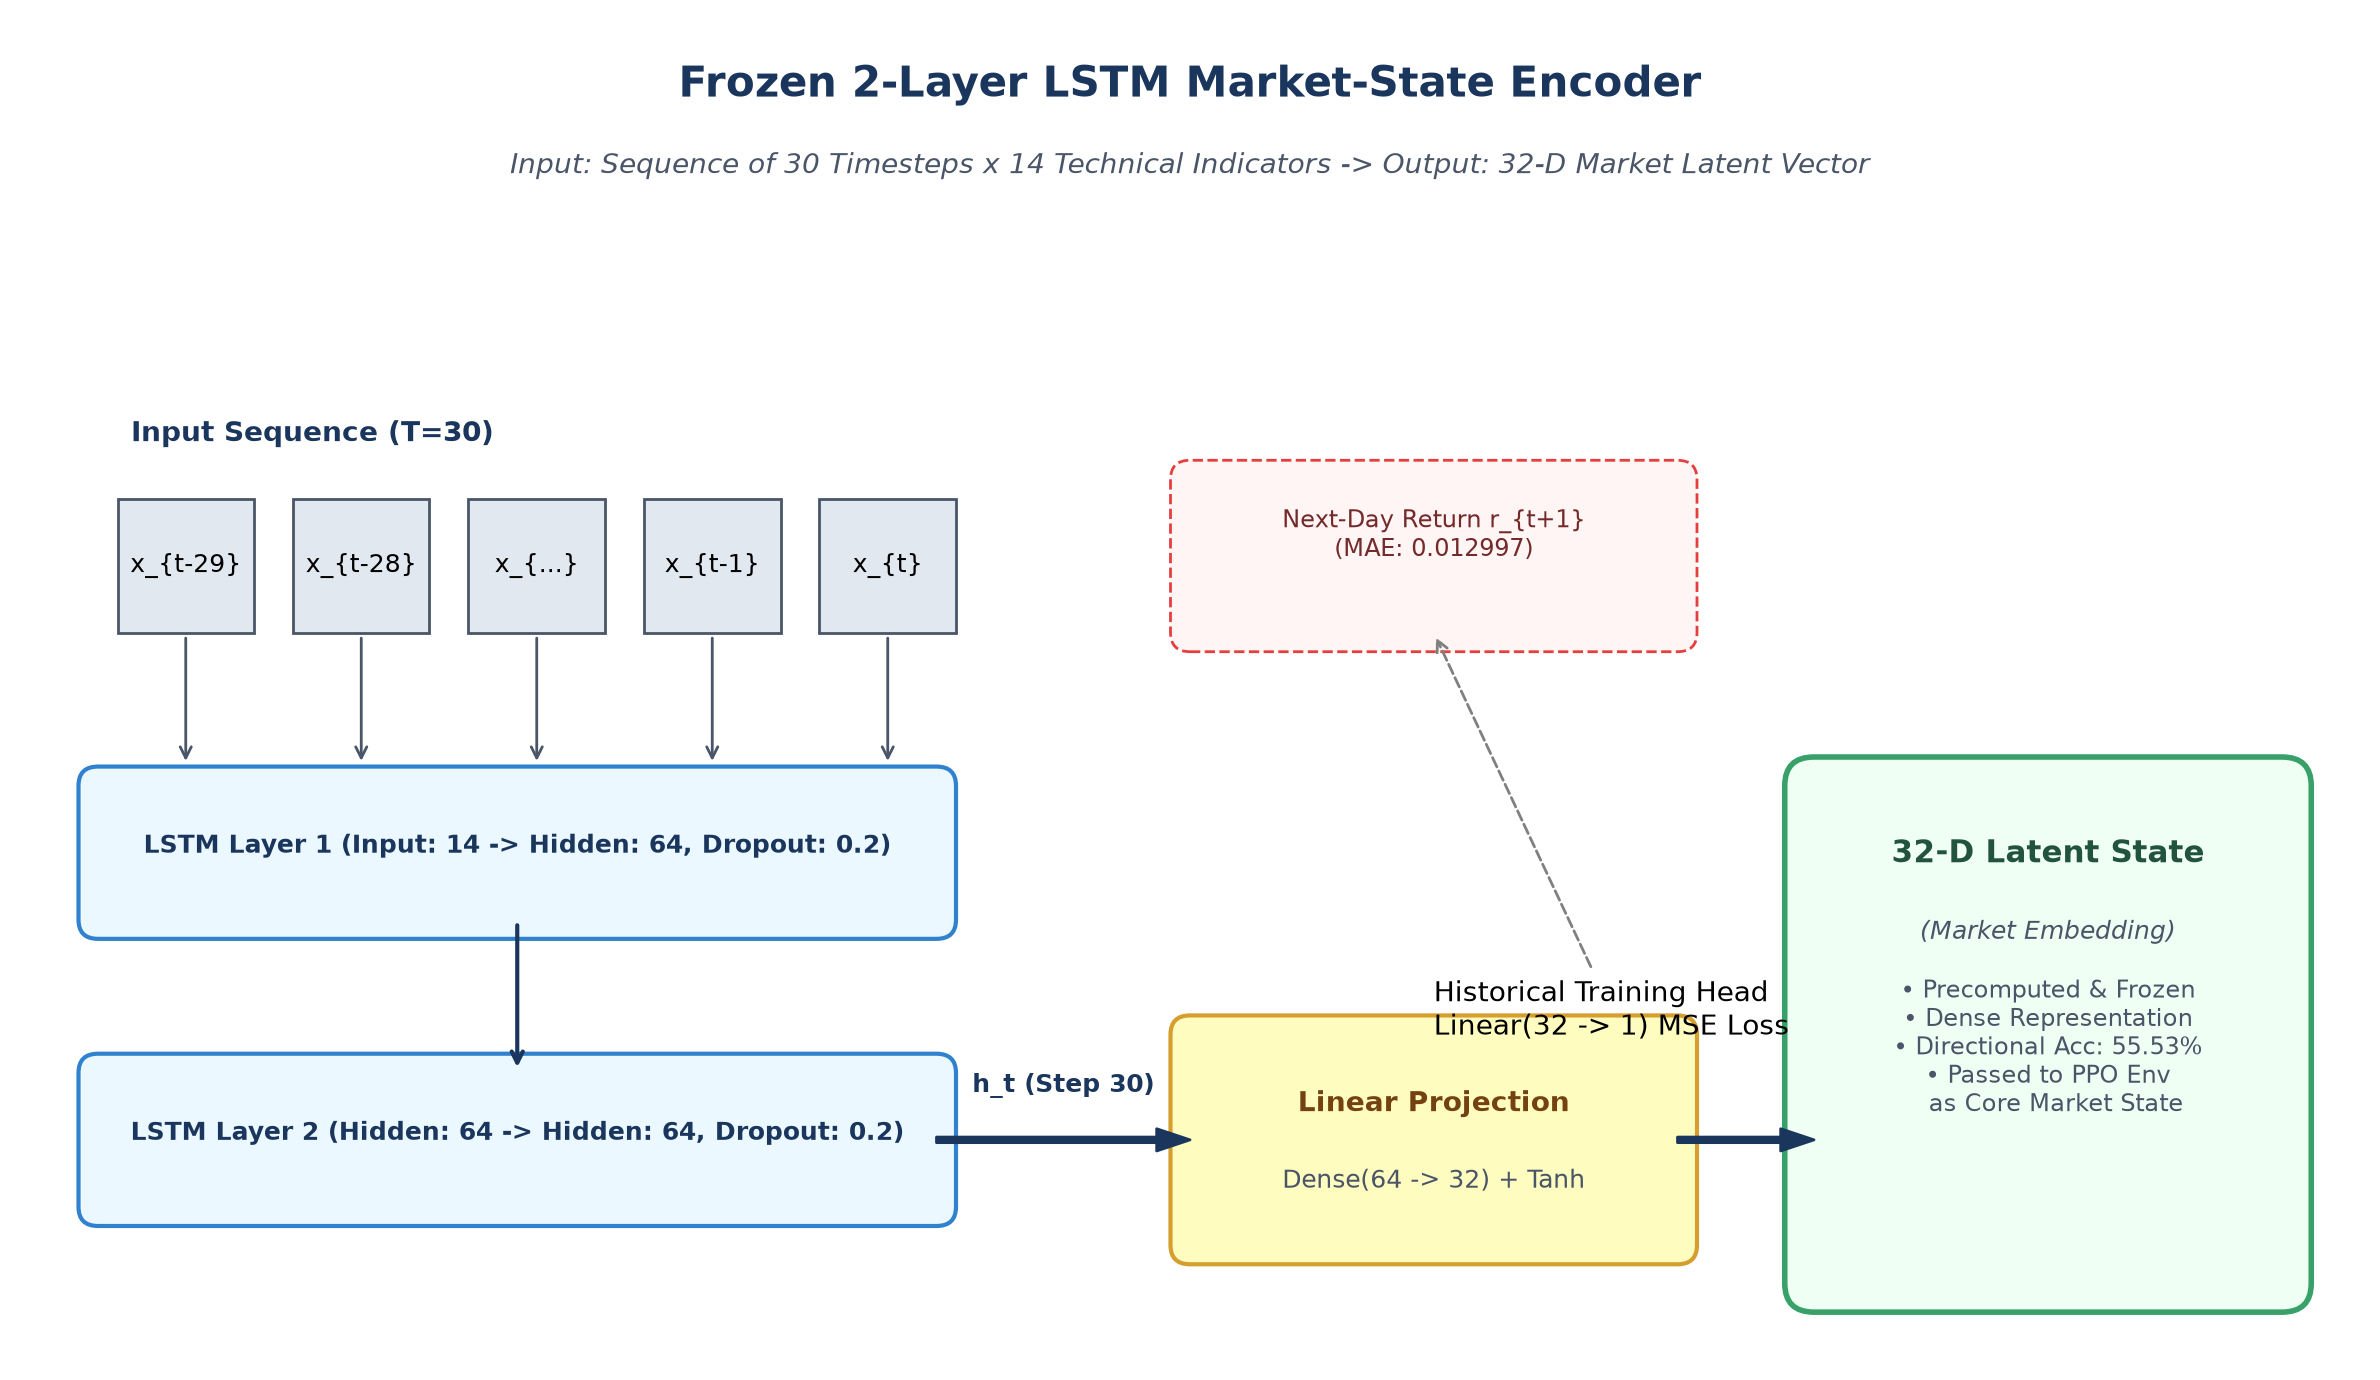 Frozen 2-Layer LSTM Market-State Encoder
Input: Sequence of 30 Timesteps x 14 Technical Indicators -> Output: 32-D Market Latent Vector
Input Sequence (T=30)
x_{t-29}
x_{t-28}
x_{...}
x_{t-1}
x_{t}
LSTM Layer 1 (Input: 14 -> Hidden: 64, Dropout: 0.2)
LSTM Layer 2 (Hidden: 64 -> Hidden: 64, Dropout: 0.2)
h_t (Step 30)
Next-Day Return r_{t+1}
(MAE: 0.012997)
Historical Training Head
Linear(32 -> 1) MSE Loss
Linear Projection
Dense(64 -> 32) + Tanh
32-D Latent State
(Market Embedding)
• Precomputed & Frozen
• Dense Representation
• Directional Acc: 55.53%
• Passed to PPO Env
as Core Market State